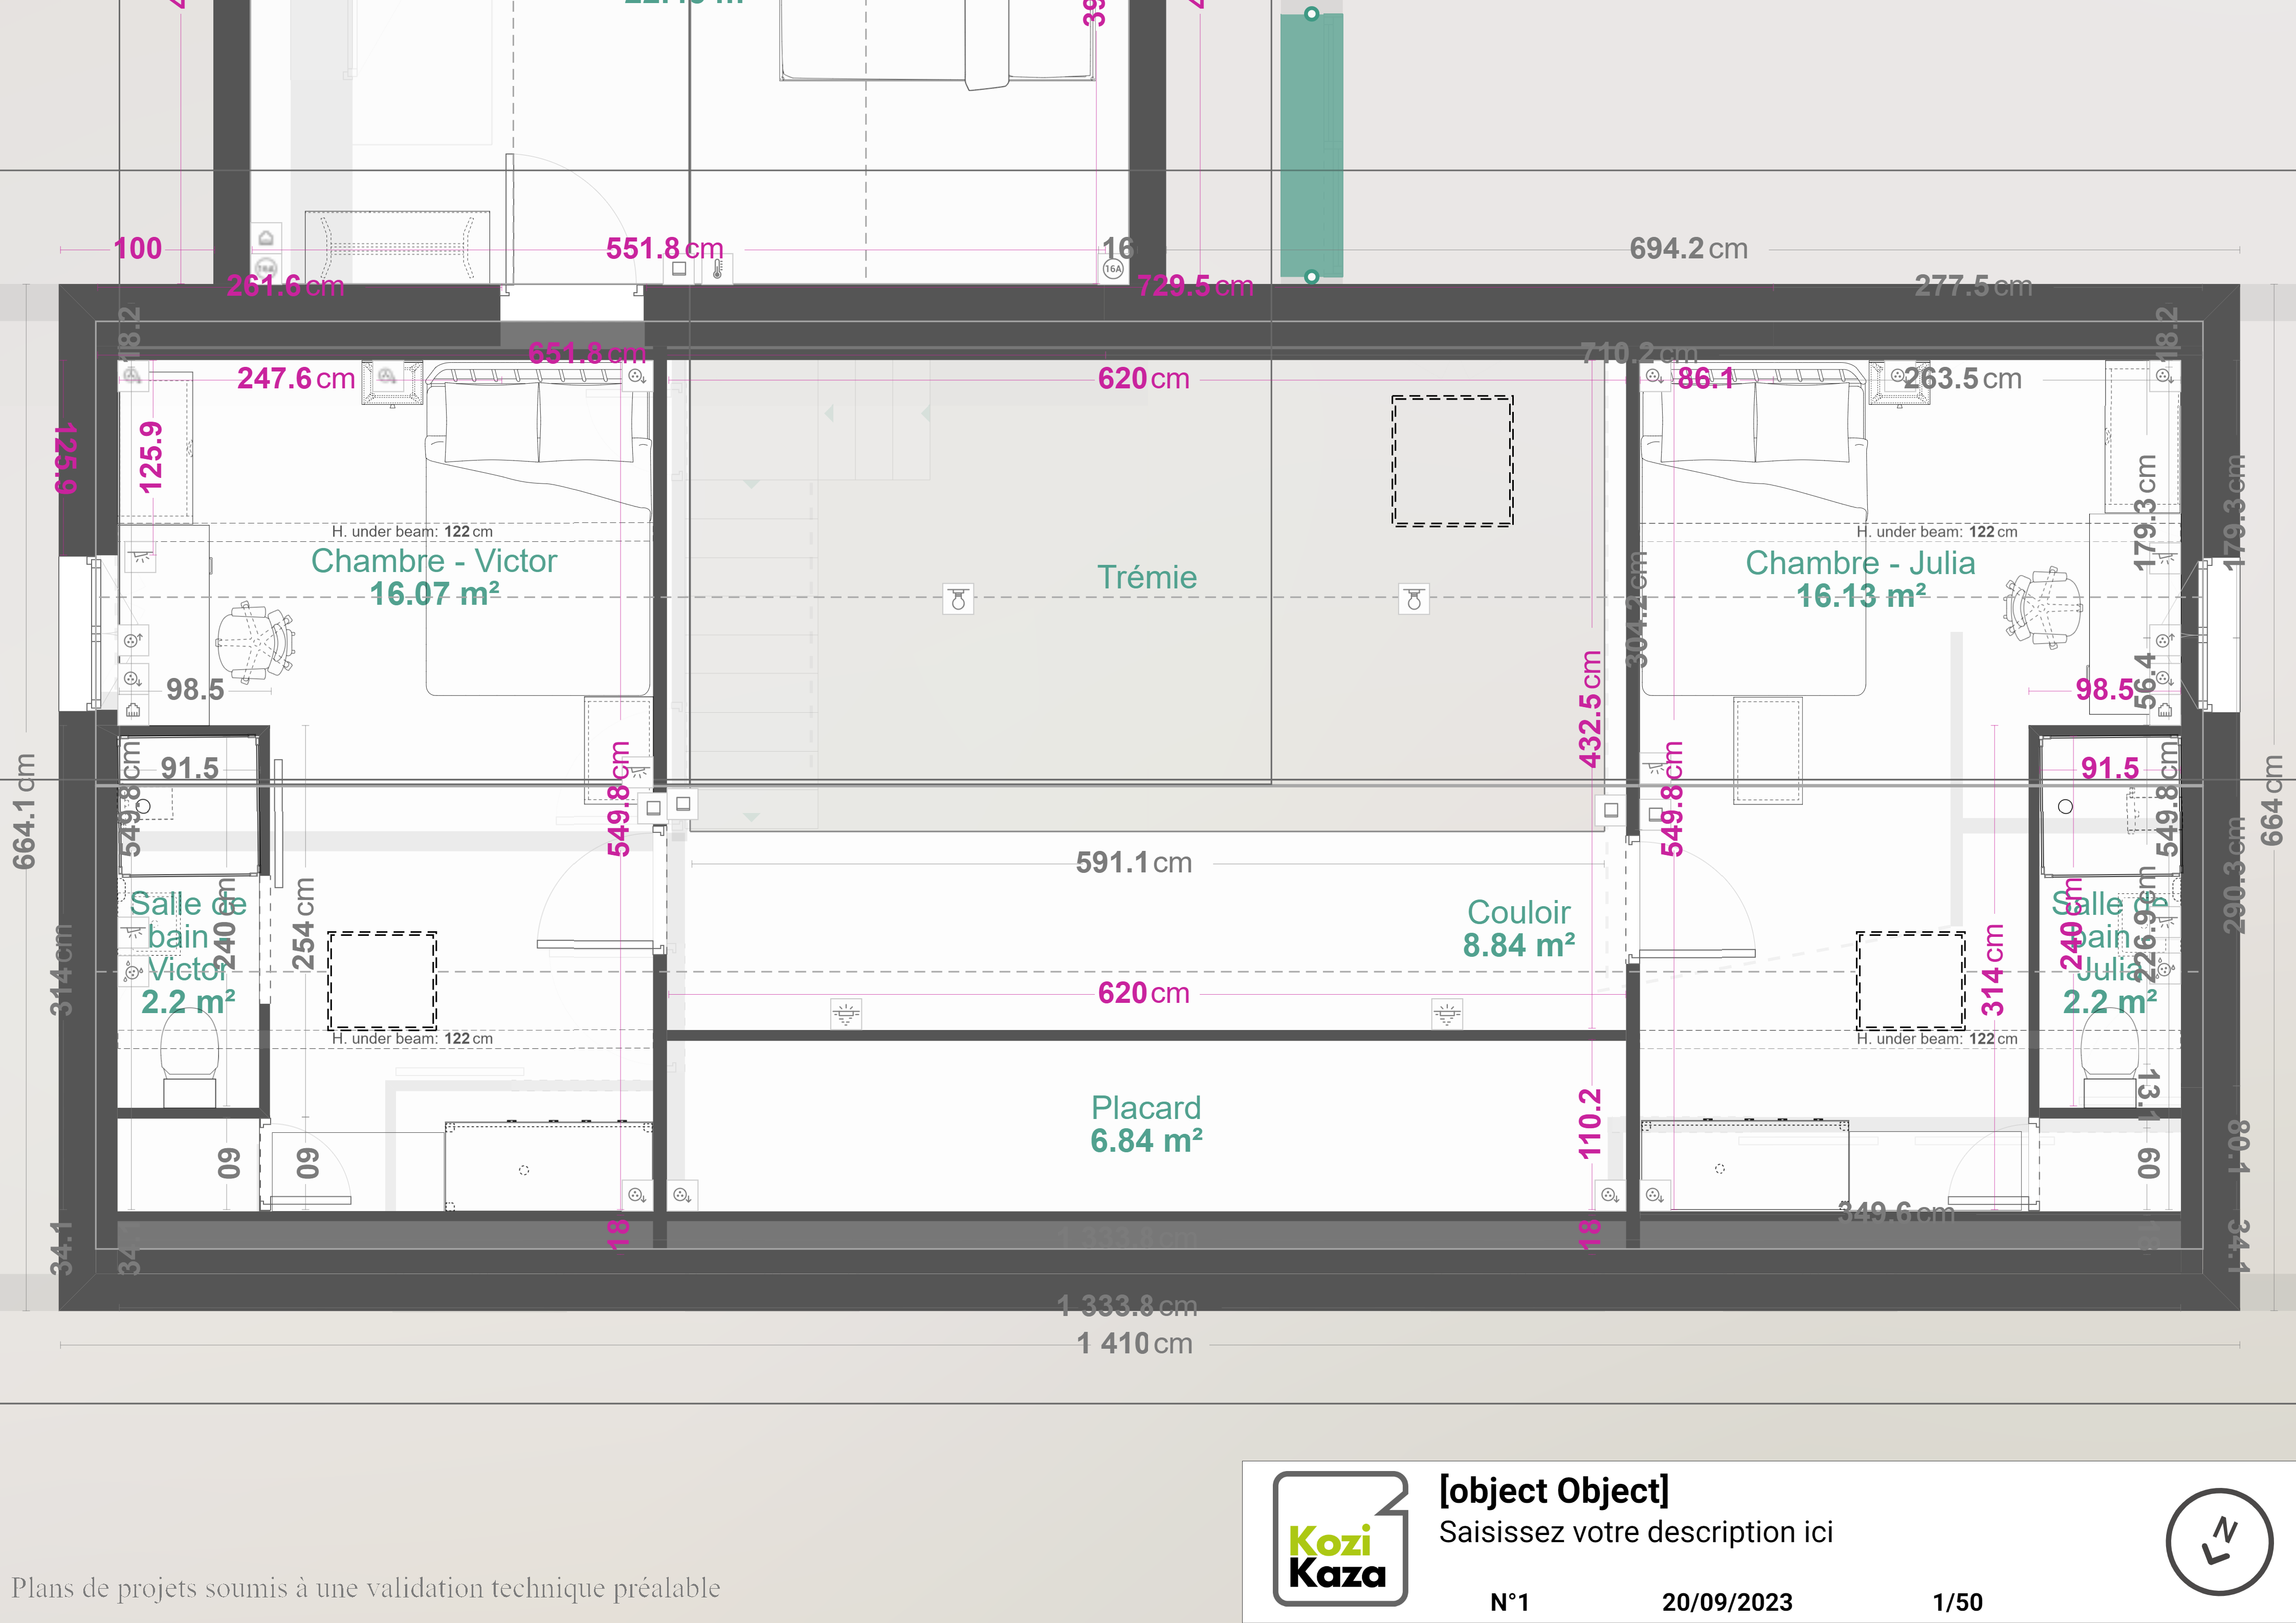 100
551.8 cm
16
694.2 cm
261.6 cm
729.5 cm
277.5 cm
18.2
18.2
651.8 cm
710.2 cm
247.6 cm
620 cm
86.1
263.5 cm
16A
125.9
125.9
179.3 cm
179.3 cm
H. under beam: 122 cm
H. under beam: 122 cm
Chambre - Victor
16.07 m²
Trémie
Chambre - Julia
16.13 m²
304.2 cm
98.5
432.5 cm
98.5
56.4
91.5
91.5
664.1 cm
549.8 cm
549.8 cm
549.8 cm
549.8 cm
664 cm
591.1 cm
Salle de
bain -
Victor
2.2 m²
240 cm
254 cm
Couloir
8.84 m²
Salle de
bain
Julia
2.2 m²
240 cm
226.9 cm
290.3 cm
314 cm
620 cm
314 cm
H. under beam: 122 cm
H. under beam: 122 cm
13.1
Placard
6.84 m²
110.2
60
60
60
80.1
349.6 cm
34.1
34.1
18
1 333.8 cm
18
34.1
1 333.8 cm
1 410 cm
[object Object]
Saisissez votre description ici
Kozi
Kaza
N
N°1 20/09/2023 1/50
Plans de projets soumis à une validation technique préalable